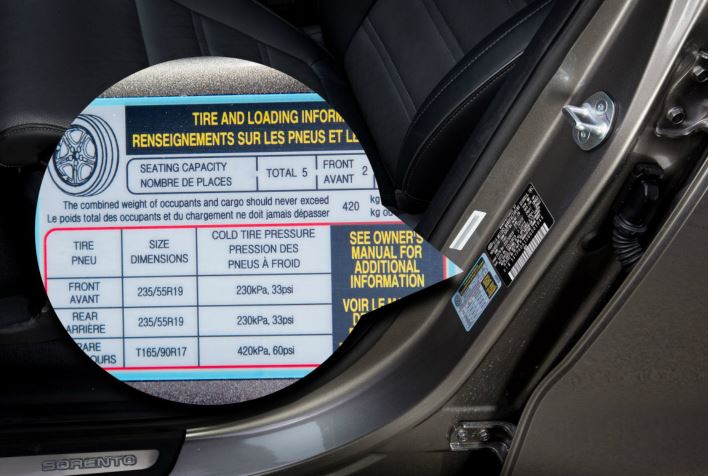 TIRE AND LOADING INFORM
RENSEIGNEMENTS SUR LES PNEUS ET LE
SEATING CAPACITY
NOMBRE DE PLACES
TOTAL 5
FRONT
AVANT 2
The combined weight of occupants and cargo should never exceed
Le poids total des occupants et du chargement ne doit jamais dépasser
420
kg
kg ou
TIRE
PNEU
SIZE
DIMENSIONS
COLD TIRE PRESSURE
PRESSION DES
PNEUS À FROID
SEE OWNER'S
MANUAL FOR
ADDITIONAL
INFORMATION
VOIR LE M
FRONT
AVANT
235/55R19
230kPa, 33psi
REAR
ARRIÈRE
235/55R19
230kPa, 33psi
PARE
OURS
T165/90R17
420kPa, 60psi
SORENTO